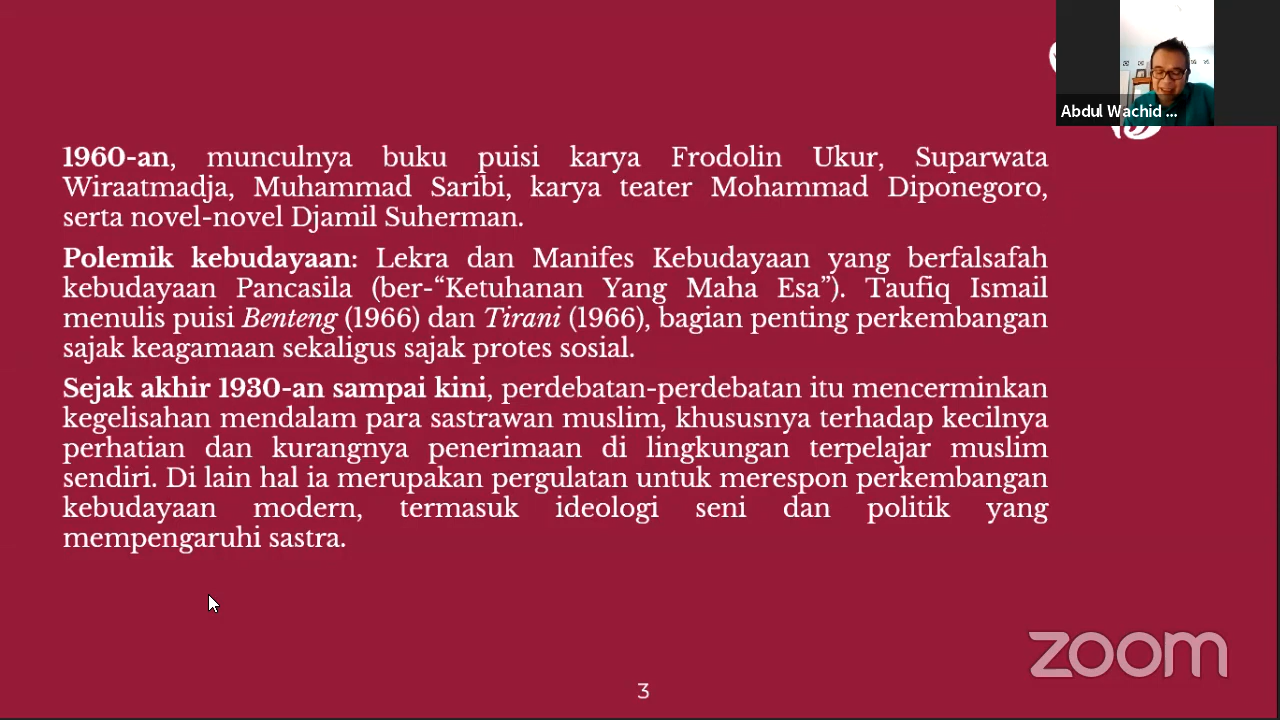 Abdul Wachid ...
1960-an, munculnya buku puisi karya Frodolin Ukur, Suparwata
Wiraatmadja, Muhammad Saribi, karya teater Mohammad Diponegoro,
serta novel-novel Djamil Suherman.
Polemik kebudayaan: Lekra dan Manifes Kebudayaan yang berfalsafah
kebudayaan Pancasila (ber-“Ketuhanan Yang Maha Esa”). Taufiq Ismail
menulis puisi Benteng (1966) dan Tirani (1966), bagian penting perkembangan
sajak keagamaan sekaligus sajak protes sosial.
Sejak akhir 1930-an sampai kini, perdebatan-perdebatan itu mencerminkan
kegelisahan mendalam para sastrawan muslim, khususnya terhadap kecilnya
perhatian dan kurangnya penerimaan di lingkungan terpelajar muslim
sendiri. Di lain hal ia merupakan pergulatan untuk merespon perkembangan
kebudayaan modern, termasuk ideologi seni dan politik yang
mempengaruhi sastra.
zoom
3